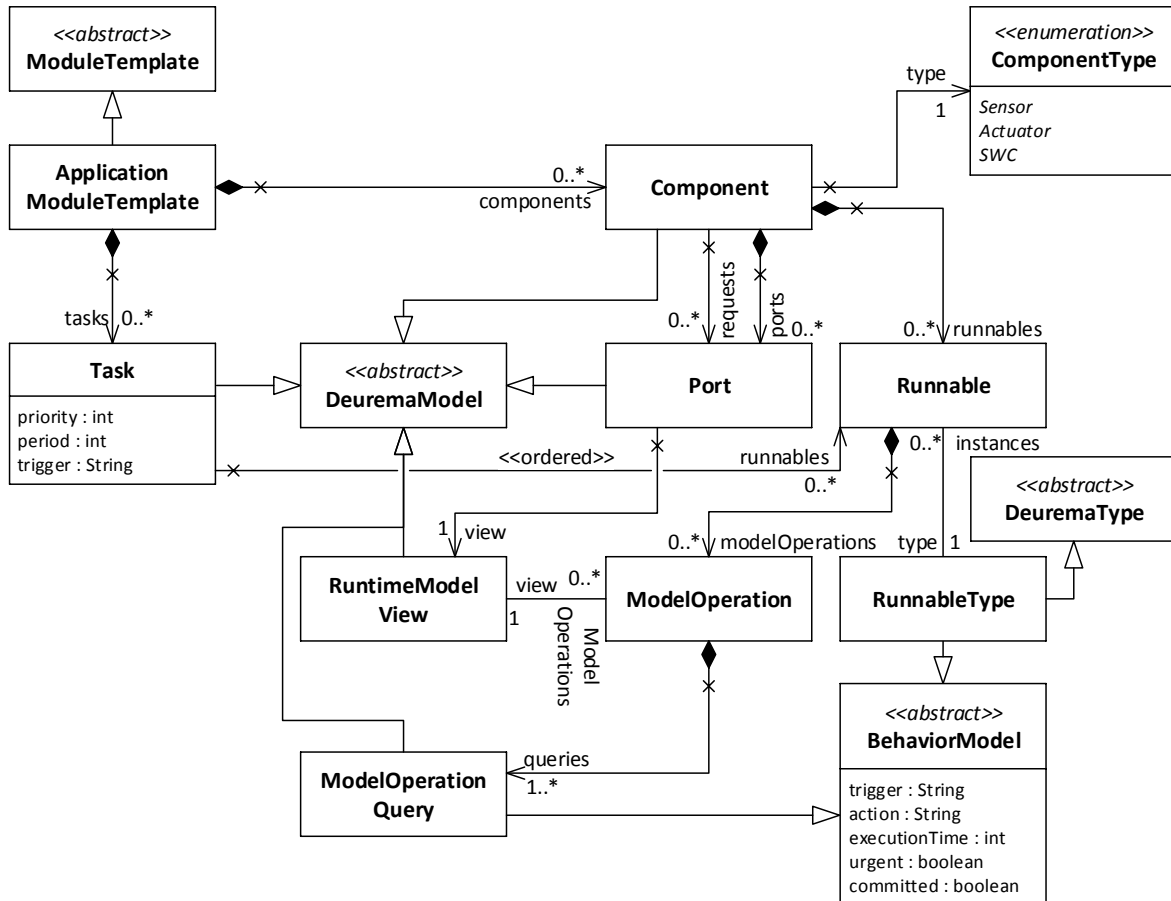 <<abstract>>
ModuleTemplate
<<enumeration>>
ComponentType
Sensor
Actuator
SWC
type
1
Application
ModuleTemplate
0..*
components
Component
tasks
0..*
requests
0..*
ports
0..*
0..*
runnables
Task
priority : int
period : int
trigger : String
<<abstract>>
DeuremaModel
Port
Runnable
<<ordered>>
runnables
0..*
0..*
instances
<<abstract>>
DeuremaType
1
view
0..*
modelOperations
type
1
RuntimeModel
View
view
1
0..*
Model
Operations
ModelOperation
RunnableType
<<abstract>>
BehaviorModel
trigger : String
action : String
executionTime : int
urgent : boolean
committed : boolean
queries
1..*
ModelOperation
Query